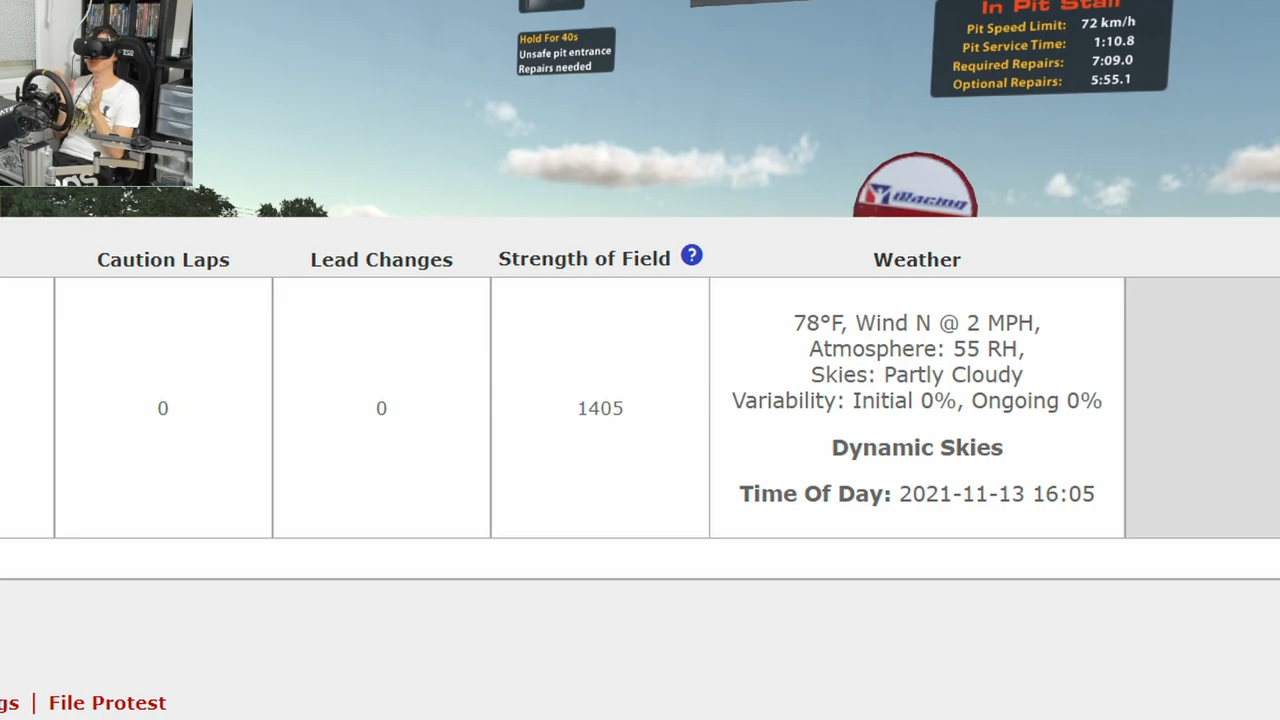 In Pit Stall
Pit Speed Limit: 72 km/h
Pit Service Time: 1:10.8
Required Repairs: 7:09.0
Optional Repairs: 5:55.1
Hold For 40s
Unsafe pit entrance
Repairs needed
iRacing
Caution Laps
Lead Changes
Strength of Field ?
Weather
0
0
1405
78°F, Wind N @ 2 MPH,
Atmosphere: 55 RH,
Skies: Partly Cloudy
Variability: Initial 0%, Ongoing 0%
Dynamic Skies
Time Of Day: 2021-11-13 16:05
gs | File Protest